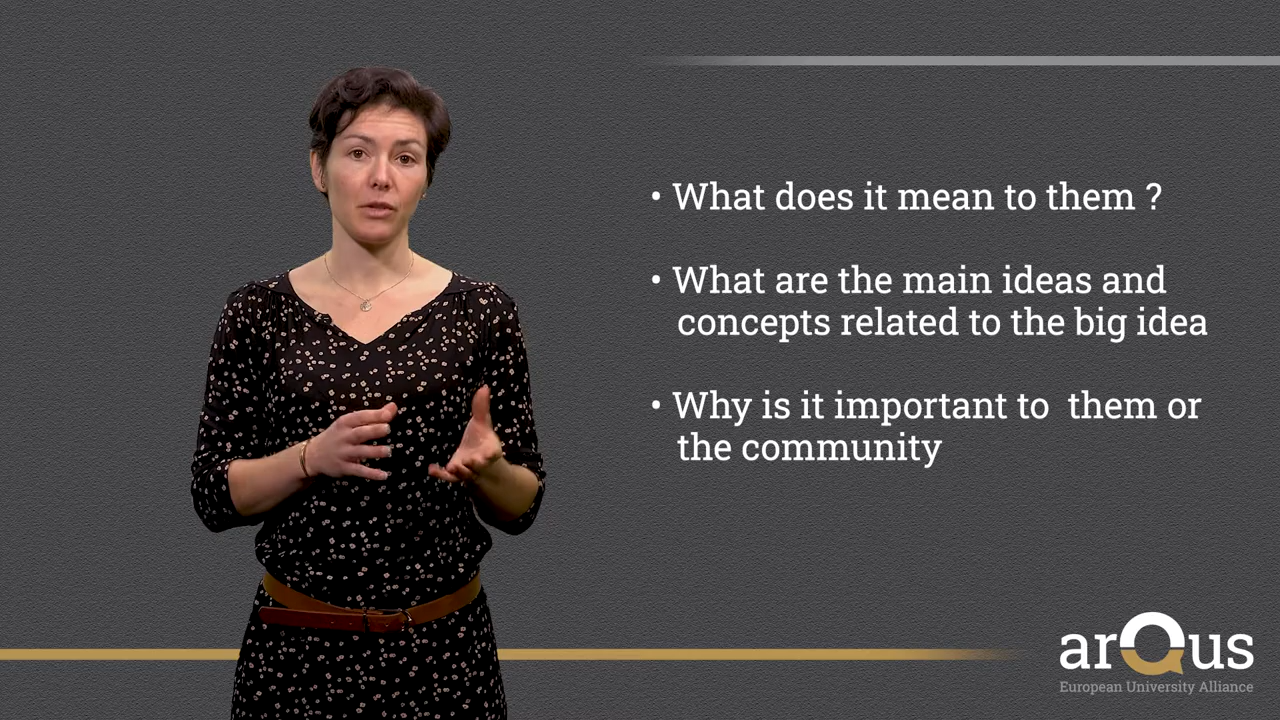 • What does it mean to them ?
• What are the main ideas and
concepts related to the big idea
• Why is it important to  them or
the community
arQus
European University Alliance